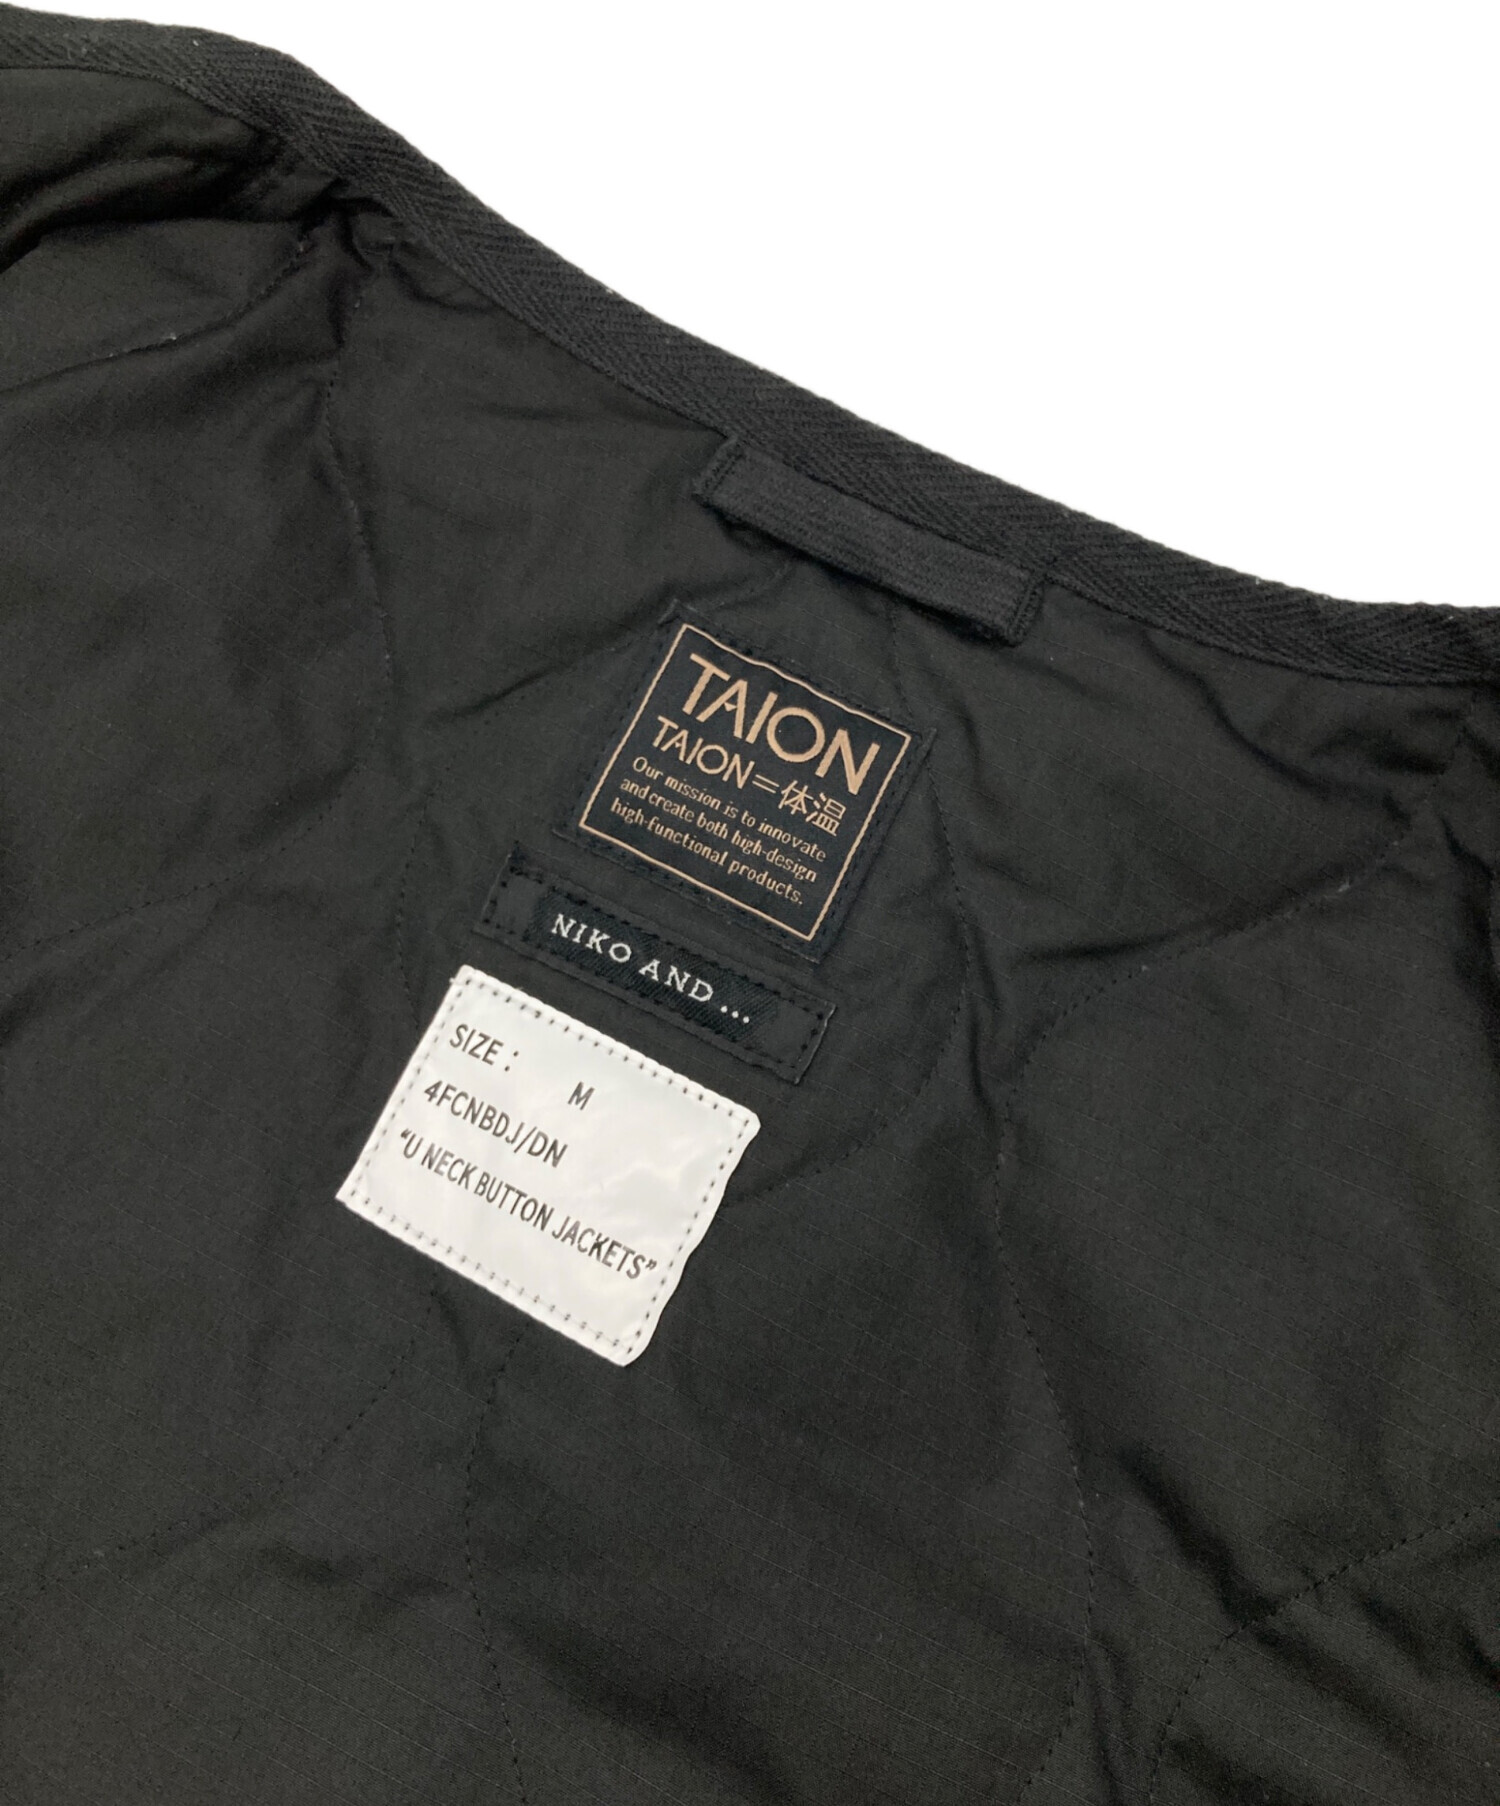 TAION
TAION=体温
Our mission is to innovate
and create both high-design
high-functional products.
NIKO AND...
SIZE: M
4FCNBDJ/DN
“U NECK BUTTON JACKETS”